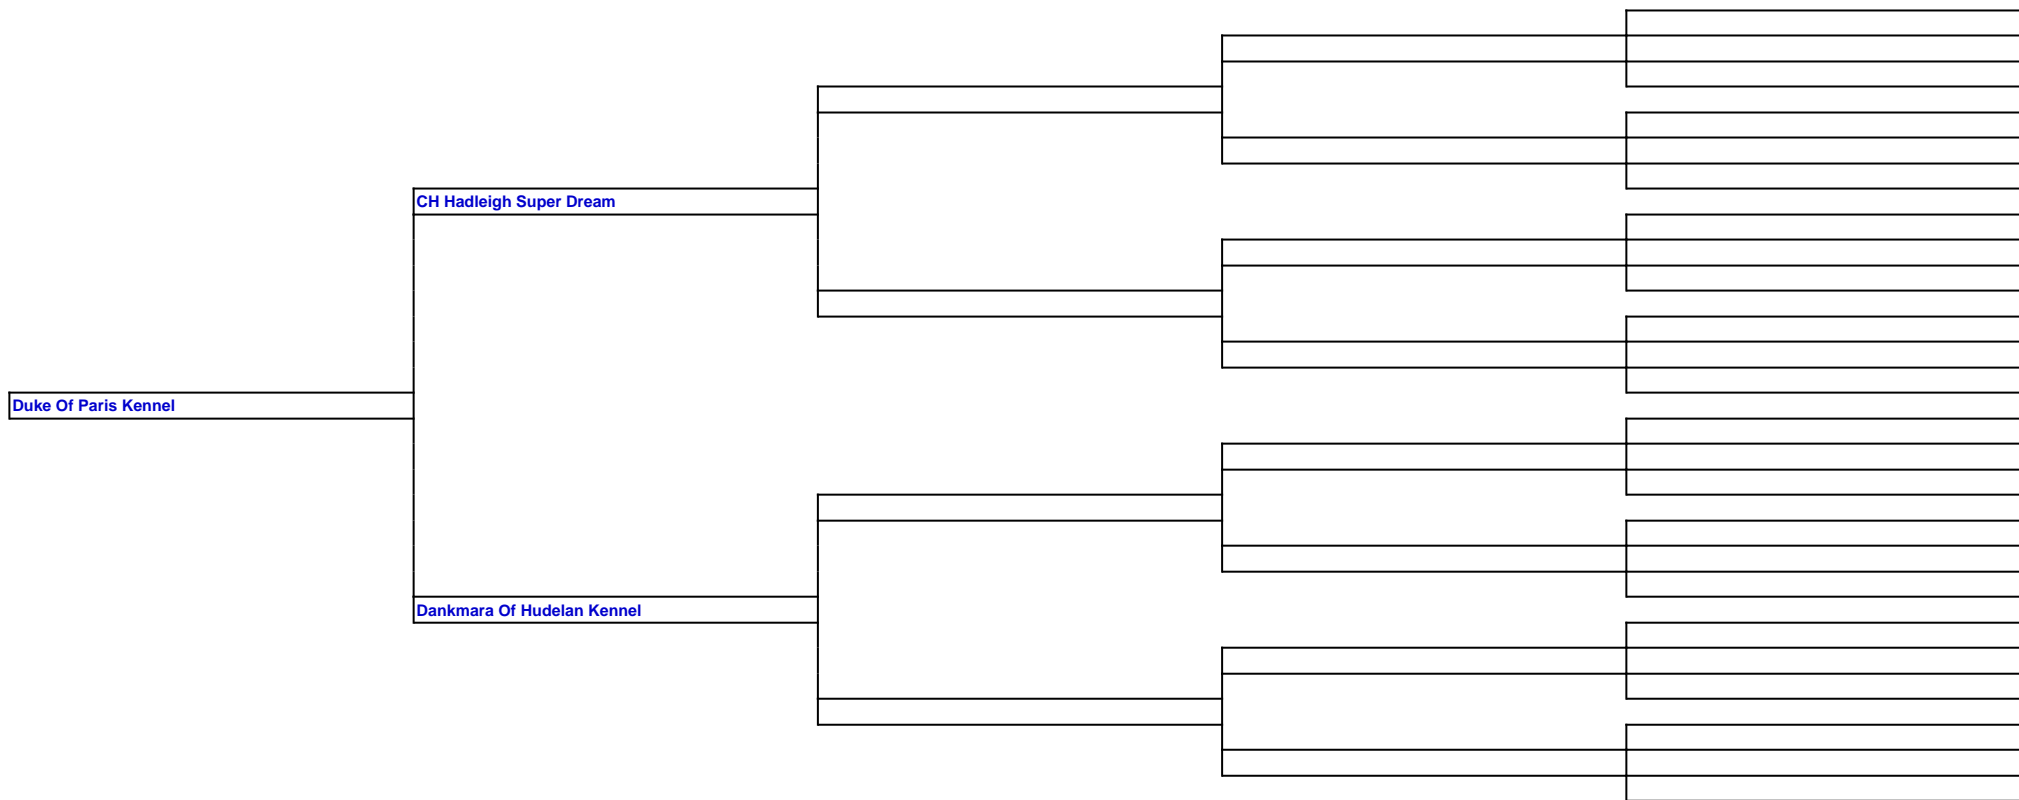 CH Hadleigh Super Dream
Duke Of Paris Kennel
Dankmara Of Hudelan Kennel